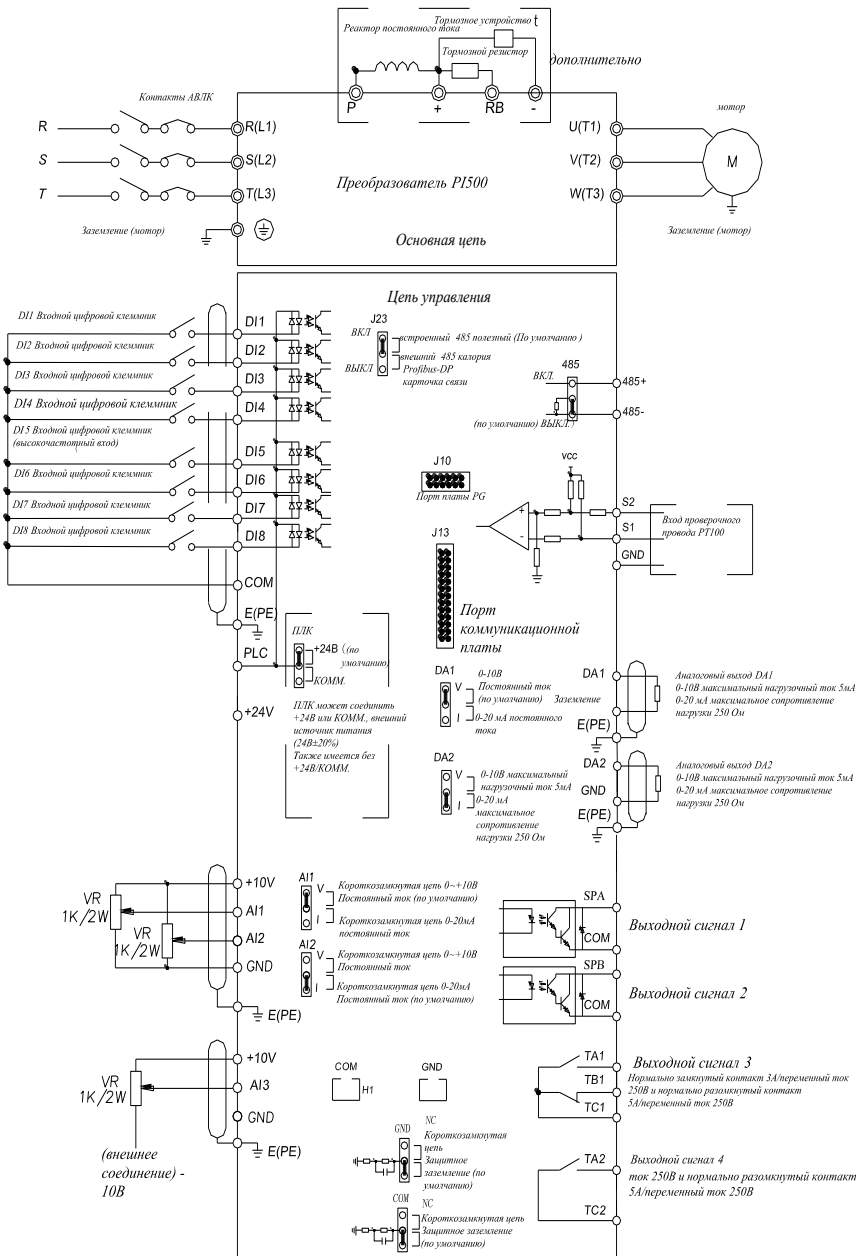 Тормозное устройство t
Реактор постоянного тока
Тормозной резистор
дополнительно
P
+
RB
-
Контакты АВЛК
мотор
R
R(L1)
U(T1)
S
S(L2)
V(T2)
M
T
T(L3)
W(T3)
Преобразователь PI500
Заземление (мотор)
Основная цепь
Заземление (мотор)
Цепь управления
DI1 Входной цифровой клеммник
DI1
DI2 Входной цифровой клеммник
DI2
DI3 Входной цифровой клеммник
DI3
DI4 Входной цифровой клеммник
DI4
DI5 Входной цифровой клеммник
(высокочастотный вход)
DI5
DI6 Входной цифровой клеммник
DI6
DI7 Входной цифровой клеммник
DI7
DI8 Входной цифровой клеммник
DI8
COM
E(PE)
PLC
+24V
J23
ВКЛ
встроенный 485 полезный (По умолчанию )
внешний 485 калория
ВЫКЛ
Profibus-DP
карточка связи
485
ВКЛ.
485+
485-
(по умолчанию) ВЫКЛ.)
J10
Порт платы PG
vcc
+
-
S2
S1
GND
Вход проверочного
провода PT100
J13
Порт
коммуникационной
платы
ПЛК
+24В (по
умолчанию)
КОММ.
ПЛК может соединить
+24В или КОММ., внешний
источник питания
(24В±20%)
Также имеется без
+24В/КОММ.
DA1
V
I
0-10В
Постоянный ток
(по умолчанию)
Заземление
0-20 мА постоянного
тока
DA1
E(PE)
Аналоговый выход DA1
0-10В максимальный нагрузочный ток 5мА
0-20 мА максимальное сопротивление
нагрузки 250 Ом
DA2
V
I
0-10В максимальный
нагрузочный ток 5мА
0-20 мА
максимальное
сопротивление
нагрузки 250 Ом
DA2
GND
E(PE)
Аналоговый выход DA2
0-10В максимальный нагрузочный ток 5мА
0-20 мА максимальное сопротивление
нагрузки 250 Ом
VR
1K/2W
VR
1K/2W
+10V
AI1
AI2
GND
E(PE)
AI1
V
I
Короткозамкнутая цепь 0~+10В
Постоянный ток (по умолчанию)
Короткозамкнутая цепь 0-20мА
постоянный ток
AI2
V
I
Короткозамкнутая цепь 0~+10В
Постоянный ток
Короткозамкнутая цепь 0-20мА
Постоянный ток (по умолчанию)
SPA
COM
Выходной сигнал 1
SPB
COM
Выходной сигнал 2
VR
1K/2W
+10V
AI3
GND
E(PE)
(внешнее
соединение) -
10В
COM
H1
GND
TA1
TB1
TC1
Выходной сигнал 3
Нормально замкнутый контакт 3А/переменный ток
250В и нормально разомкнутый контакт
5А/переменный ток 250В
GND
NC
Короткозамкнутая
цепь
Защитное
заземление (по
умолчанию)
COM
NC
Короткозамкнутая цепь
Защитное заземление
(по умолчанию)
TA2
TC2
Выходной сигнал 4
ток 250В и нормально разомкнутый контакт
5А/переменный ток 250В